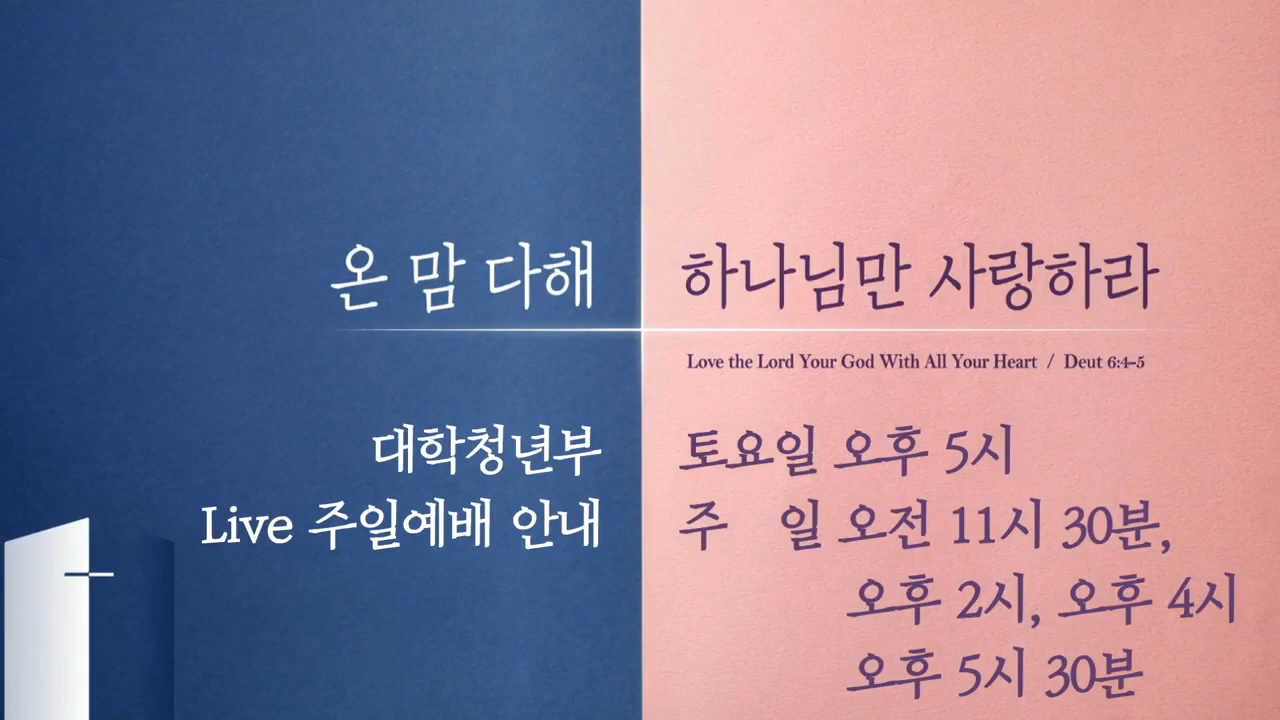 온 맘 다해 하나님만 사랑하라
Love the Lord Your God With All Your Heart / Deut 6:4-5
대학청년부
Live 주일예배 안내
토요일 오후 5시
주 일 오전 11시 30분,
오후 2시, 오후 4시
오후 5시 30분